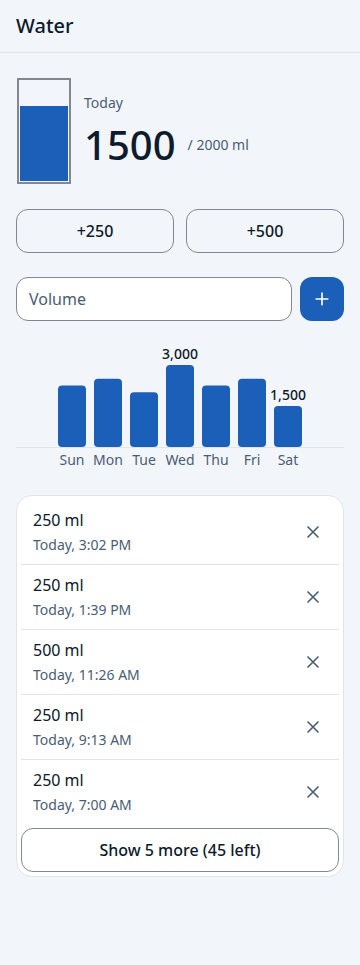 Water
Today
1500 / 2000 ml
+250
+500
Volume
3,000
1,500
Sun Mon Tue Wed Thu Fri Sat
250 ml
Today, 3:02 PM
250 ml
Today, 1:39 PM
500 ml
Today, 11:26 AM
250 ml
Today, 9:13 AM
250 ml
Today, 7:00 AM
Show 5 more (45 left)